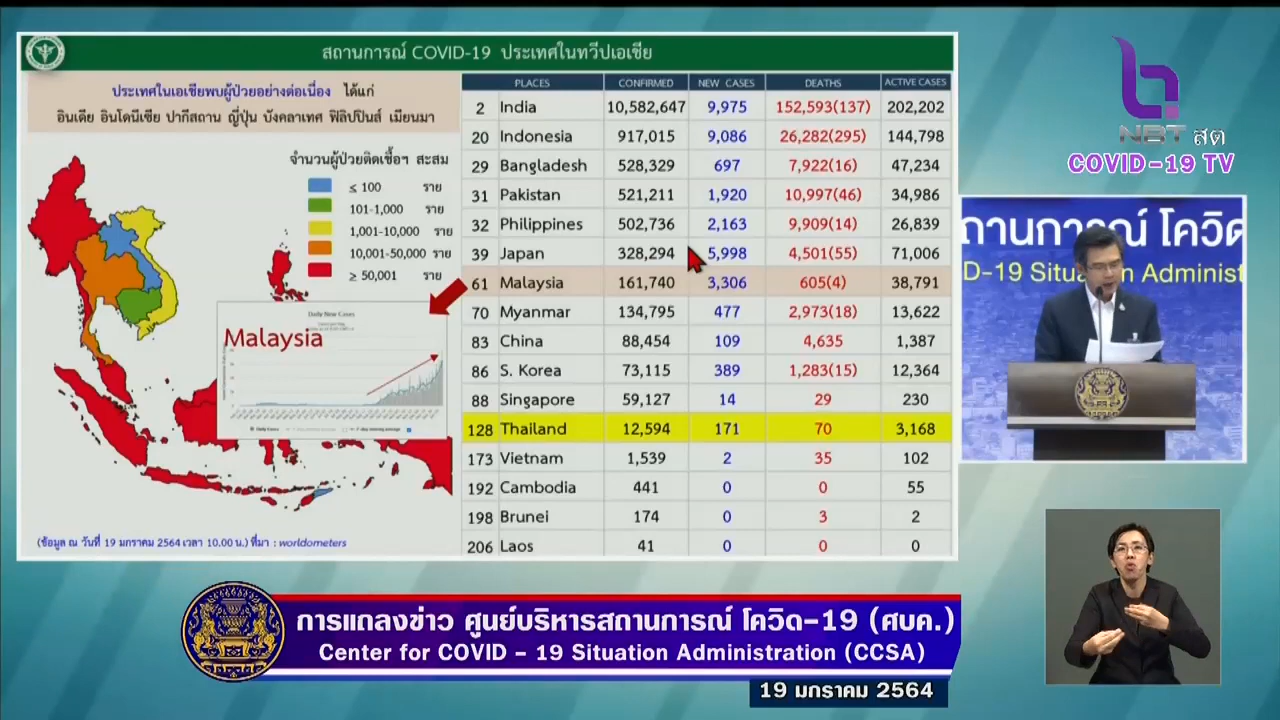 สถานการณ์ COVID-19 ประเทศในทวีปเอเชีย
ประเทศในเอเชียพบผู้ป่วยอย่างต่อเนื่อง ได้แก่
อินเดีย อินโดนีเซีย ปากีสถาน ญี่ปุ่น บังคลาเทศ ฟิลิปปินส์ เมียนมา
จำนวนผู้ป่วยติดเชื้อฯ สะสม
≤ 100 ราย
101-1,000 ราย
1,001-10,000 ราย
10,001-50,000 ราย
≥ 50,001 ราย
Daily New Cases
Malaysia
(ข้อมูล ณ วันที่ 19 มกราคม 2564 เวลา 10.00 น.) ที่มา : worldometers
PLACES CONFIRMED NEW CASES DEATHS ACTIVE CASES
2 India 10,582,647 9,975 152,593(137) 202,202
20 Indonesia 917,015 9,086 26,282(295) 144,798
29 Bangladesh 528,329 697 7,922(16) 47,234
31 Pakistan 521,211 1,920 10,997(46) 34,986
32 Philippines 502,736 2,163 9,909(14) 26,839
39 Japan 328,294 5,998 4,501(55) 71,006
61 Malaysia 161,740 3,306 605(4) 38,791
70 Myanmar 134,795 477 2,973(18) 13,622
83 China 88,454 109 4,635 1,387
86 S. Korea 73,115 389 1,283(15) 12,364
88 Singapore 59,127 14 29 230
128 Thailand 12,594 171 70 3,168
173 Vietnam 1,539 2 35 102
192 Cambodia 441 0 0 55
198 Brunei 174 0 3 2
206 Laos 41 0 0 0
NBT สด
COVID-19 TV
ถานการณ์ โควิด
D-19 Situation Administ
การแถลงข่าว ศูนย์บริหารสถานการณ์ โควิด-19 (ศบค.)
Center for COVID - 19 Situation Administration (CCSA)
19 มกราคม 2564